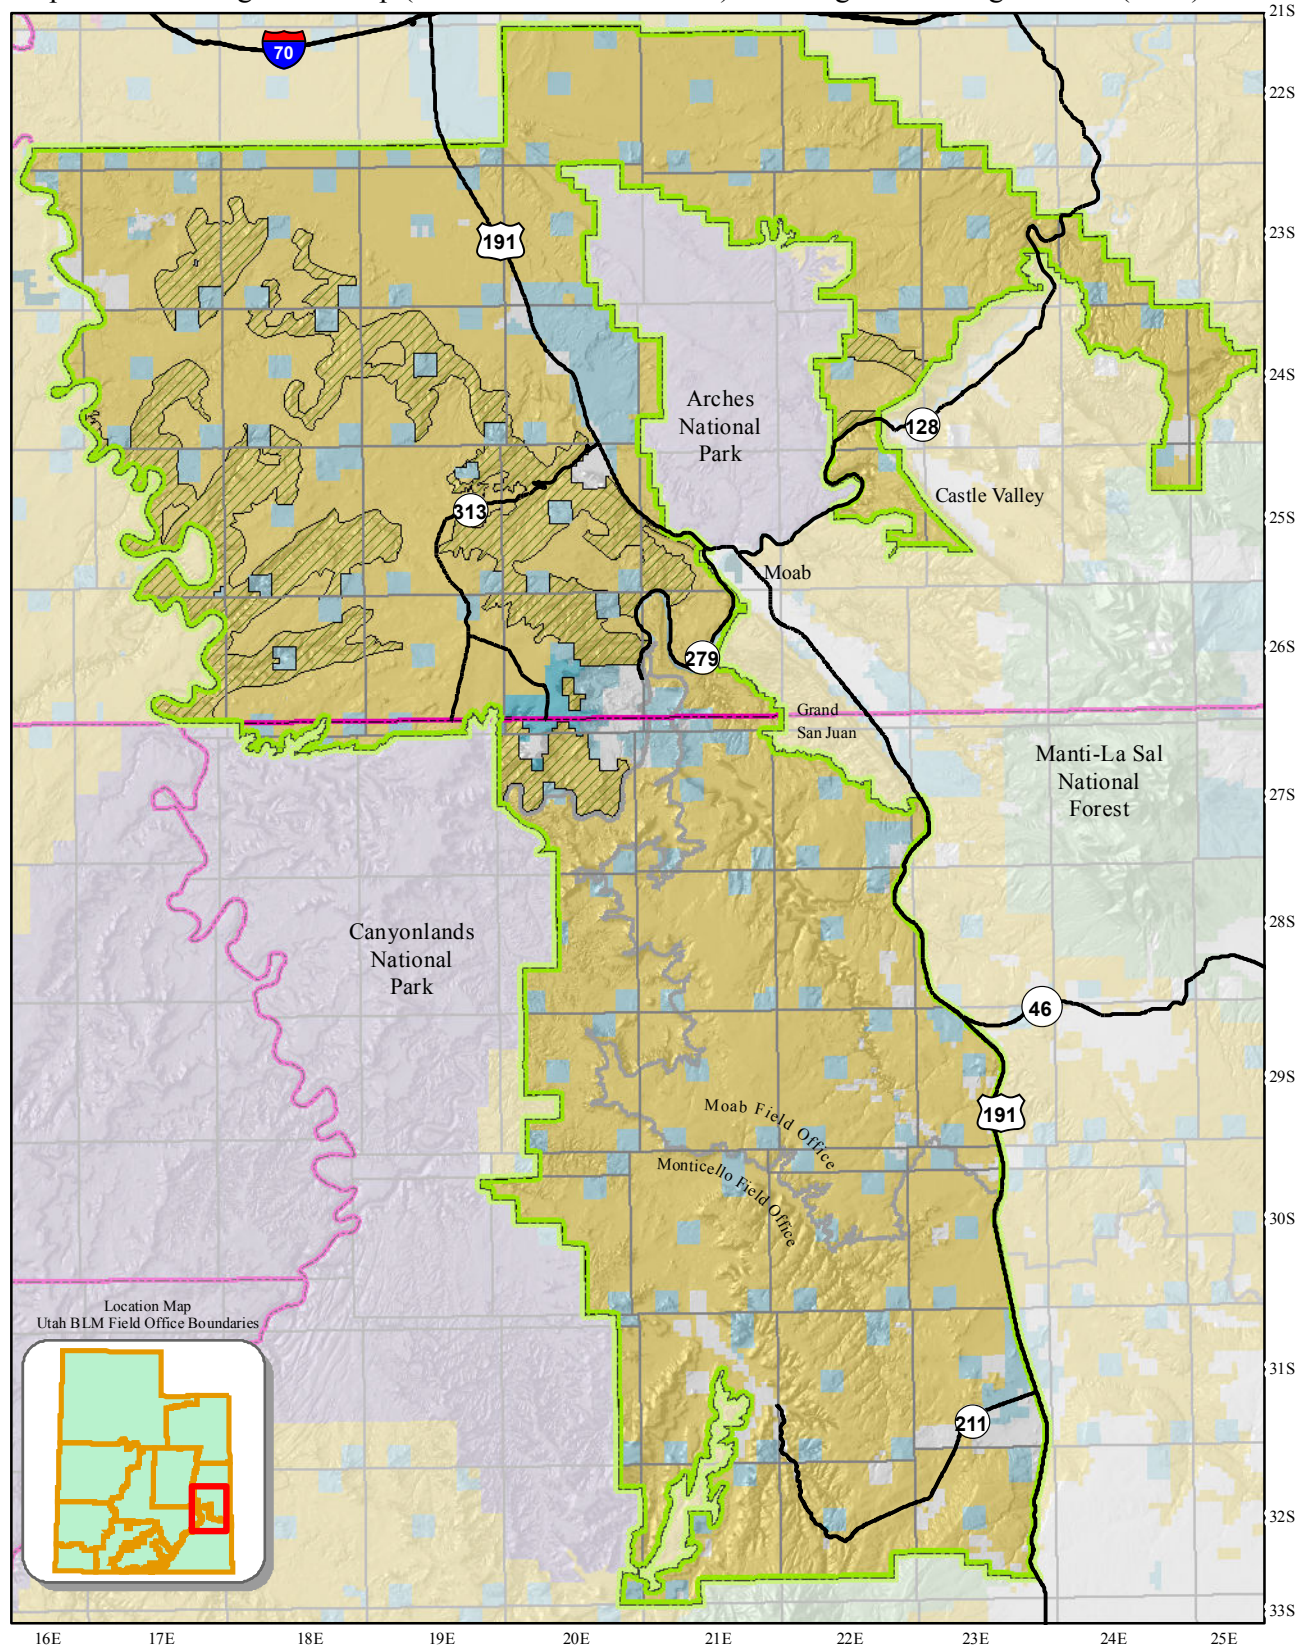 21S
70
22S
191
23S
24S
Arches
National
Park
128
Castle Valley
313
25S
Moab
279
26S
Grand
San Juan
Manti-La Sal
National
Forest
27S
Canyonlands
National
Park
28S
46
29S
Moab Field Office
191
Monticello Field Office
30S
Location Map
Utah BLM Field Office Boundaries
31S
211
32S
33S
16E 17E 18E 19E 20E 21E 22E 23E 24E 25E